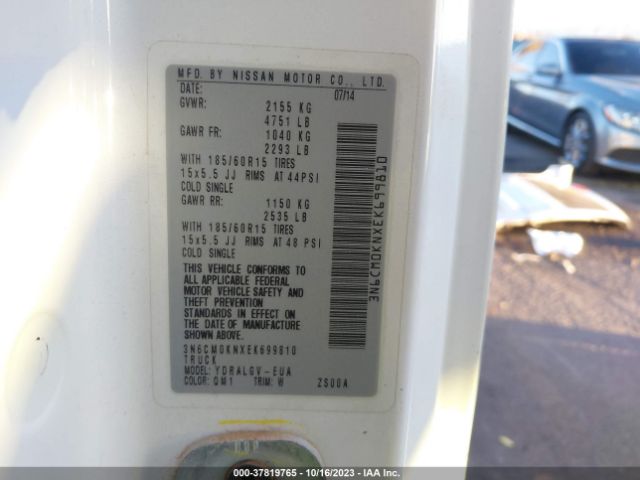 MFD. BY NISSAN MOTOR CO., LTD.
DATE: 07/14
GVWR: 2155 KG
4751 LB
GAWR FR: 1040 KG
2293 LB
WITH 185/60R15 TIRES
15x5.5 JJ RIMS AT 44PSI
COLD SINGLE
GAWR RR: 1150 KG
2535 LB
WITH 185/60R15 TIRES
15x5.5 JJ RIMS AT 48 PSI
COLD SINGLE
THIS VEHICLE CONFORMS TO
ALL APPLICABLE FEDERAL
MOTOR VEHICLE SAFETY AND
THEFT PREVENTION
STANDARDS IN EFFECT ON
THE DATE OF MANUFACTURE
SHOWN ABOVE.
3N6CM0KNXEK699810
TRUCK
MODEL: YDRALGV-EUA
COLOR: QM1 TRIM: W 2S00A
3N6CM0KNXEK699810
000-37819765 - 10/16/2023 - IAA Inc.